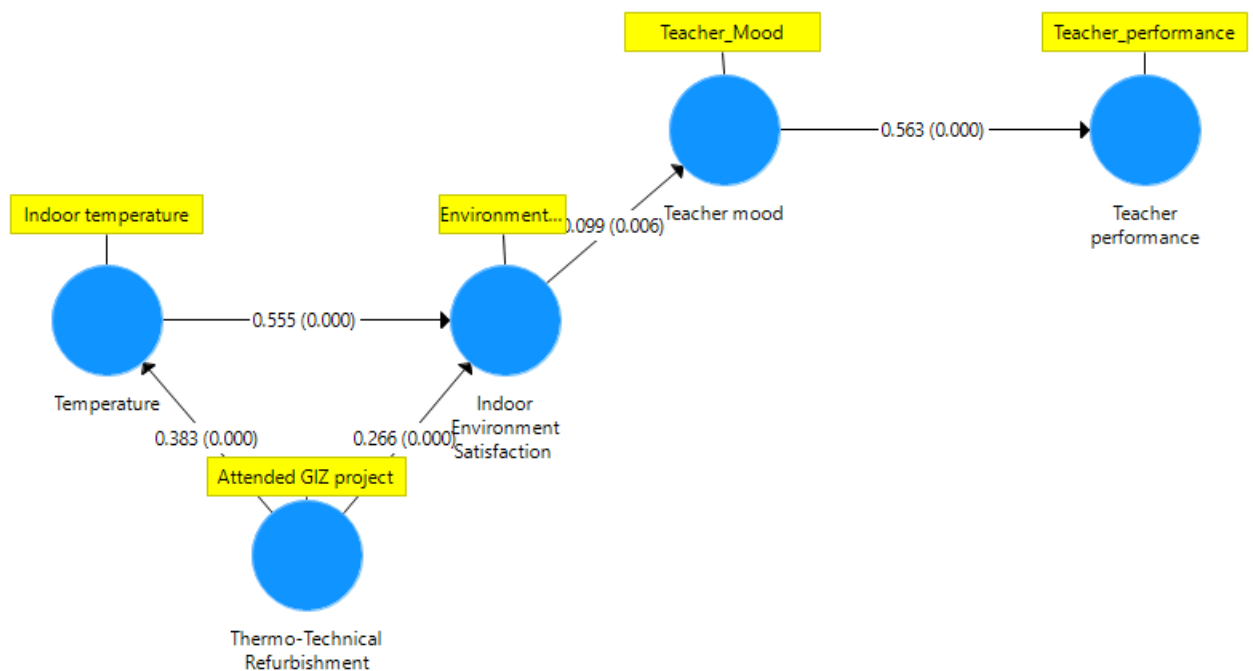 Teacher_Mood
Teacher_performance
0.563 (0.000)
Teacher mood
Teacher
performance
Indoor temperature
Environment...
0.099 (0.006)
0.555 (0.000)
Temperature
Indoor
Environment
Satisfaction
0.383 (0.000)
0.266 (0.000)
Attended GIZ project
Thermo-Technical
Refurbishment